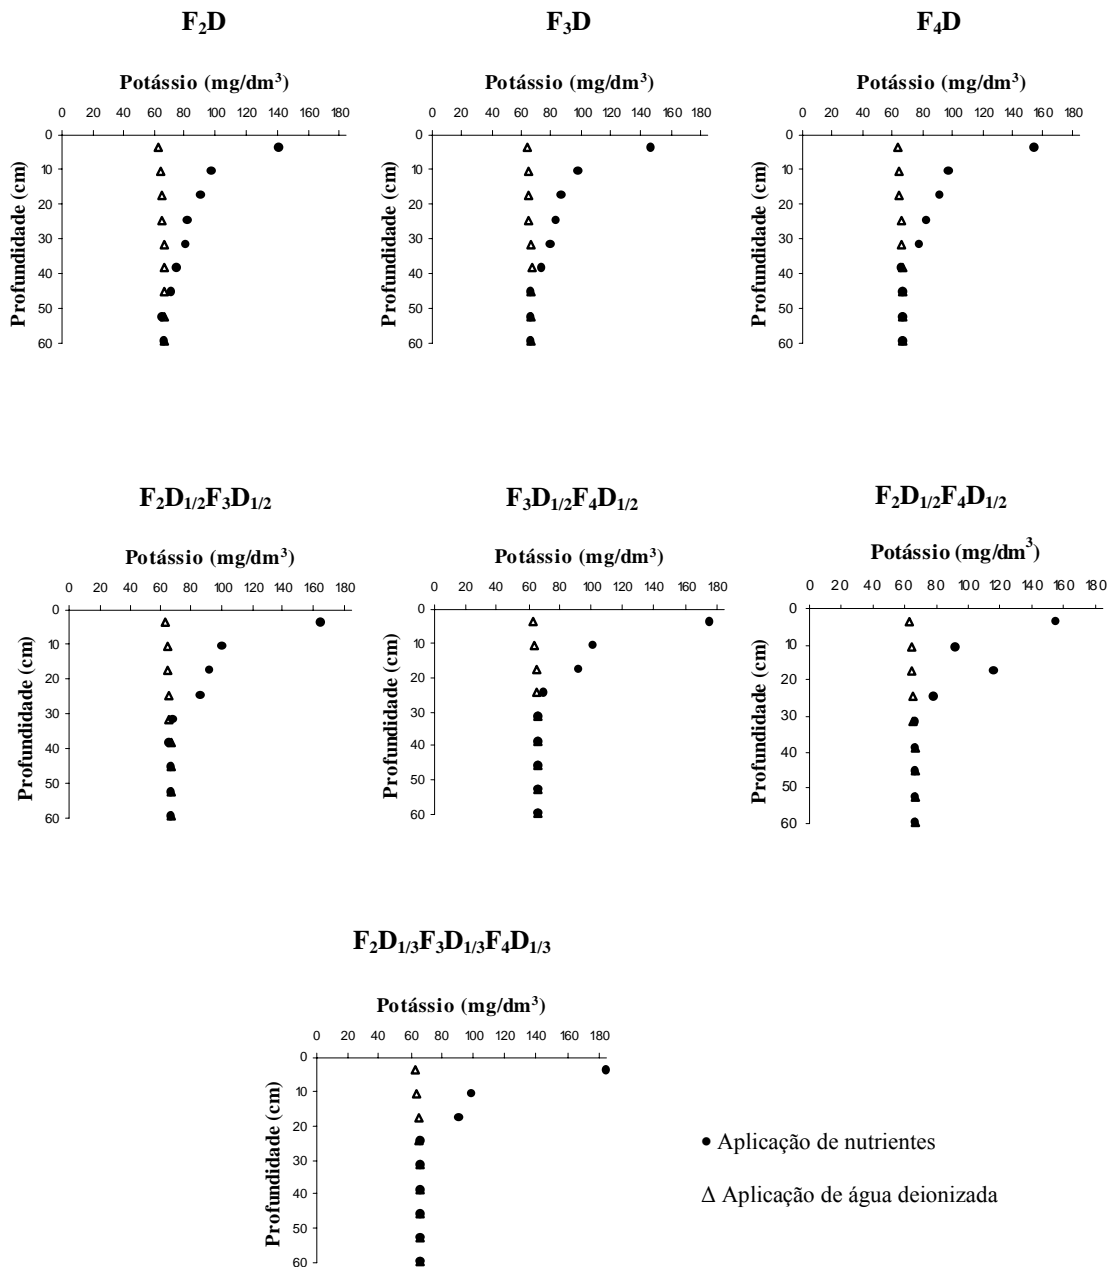 F₂D
F₃D
F₄D
Potássio (mg/dm³)
Potássio (mg/dm³)
Potássio (mg/dm³)
0 20 40 60 80 100 120 140 160 180
0 20 40 60 80 100 120 140 160 180
0 20 40 60 80 100 120 140 160 180
Profundidade (cm)
0
10
20
30
40
50
60
Profundidade (cm)
0
10
20
30
40
50
60
Profundidade (cm)
0
10
20
30
40
50
60
F₂D₁/₂F₃D₁/₂
F₃D₁/₂F₄D₁/₂
F₂D₁/₂F₄D₁/₂
Potássio (mg/dm³)
Potássio (mg/dm³)
Potássio (mg/dm³)
0 20 40 60 80 100 120 140 160 180
0 20 40 60 80 100 120 140 160 180
0 20 40 60 80 100 120 140 160 180
Profundidade (cm)
0
10
20
30
40
50
60
Profundidade (cm)
0
10
20
30
40
50
60
Profundidade (cm)
0
10
20
30
40
50
60
F₂D₁/₃F₃D₁/₃F₄D₁/₃
Potássio (mg/dm³)
0 20 40 60 80 100 120 140 160 180
Profundidade (cm)
0
10
20
30
40
50
60
• Aplicação de nutrientes
Δ Aplicação de água deionizada